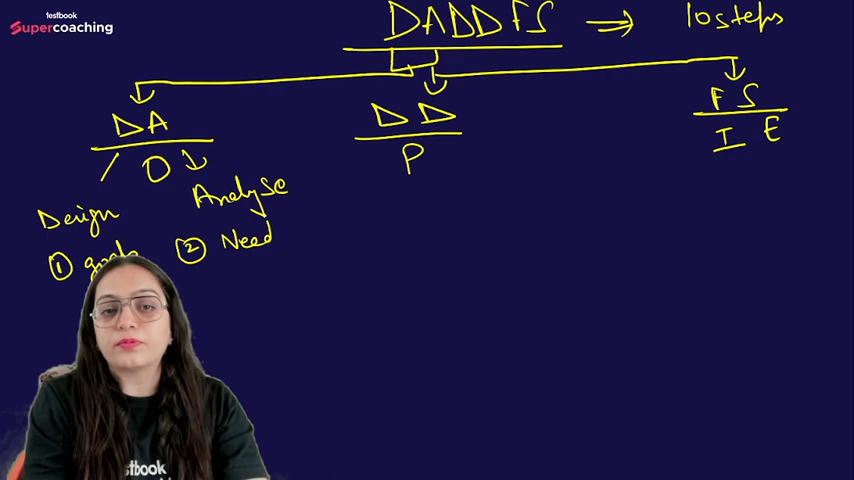 testbook
Supercoaching
DADDFS ⇒ 10 steps
DA
DD
FS
O
P
I E
Design
Analyse
① goals
② Need
testbook